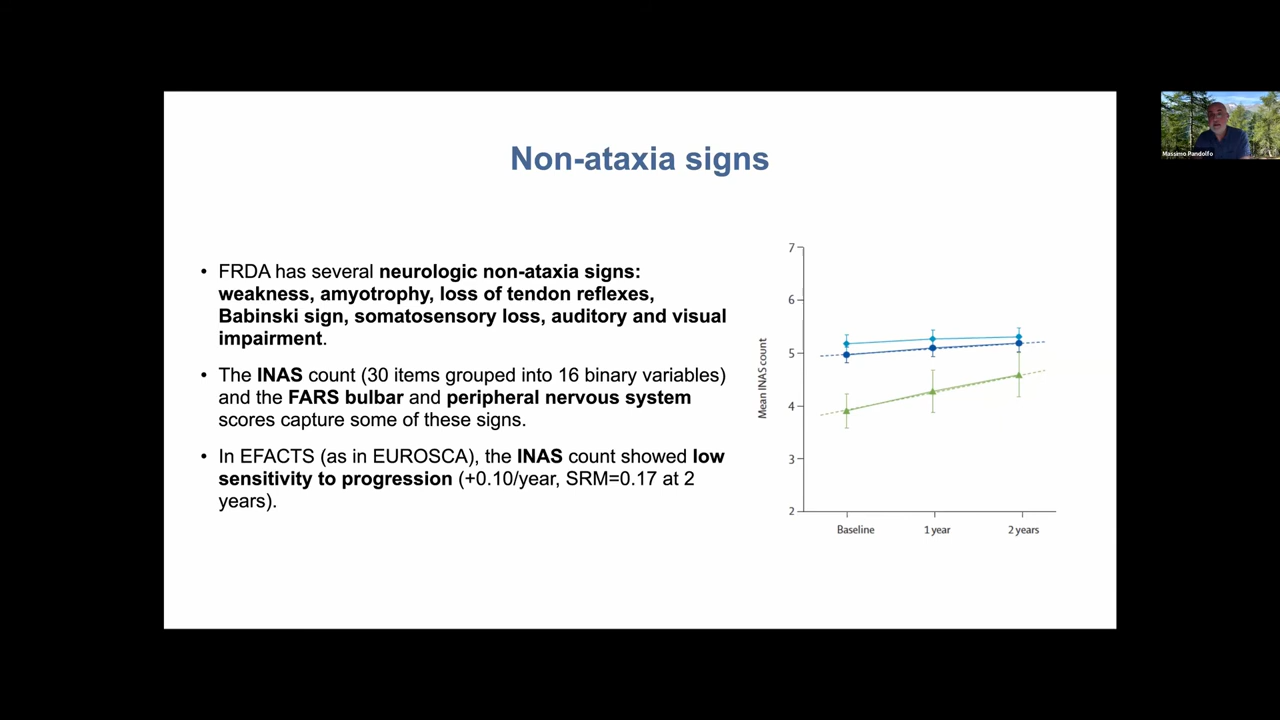 Non-ataxia signs
• FRDA has several neurologic non-ataxia signs:
weakness, amyotrophy, loss of tendon reflexes,
Babinski sign, somatosensory loss, auditory and visual
impairment.
• The INAS count (30 items grouped into 16 binary variables)
and the FARS bulbar and peripheral nervous system
scores capture some of these signs.
• In EFACTS (as in EUROSCA), the INAS count showed low
sensitivity to progression (+0.10/year, SRM=0.17 at 2
years).
Mean INAS count
7
6
5
4
3
2
Baseline
1 year
2 years
Massimo Pandolfo